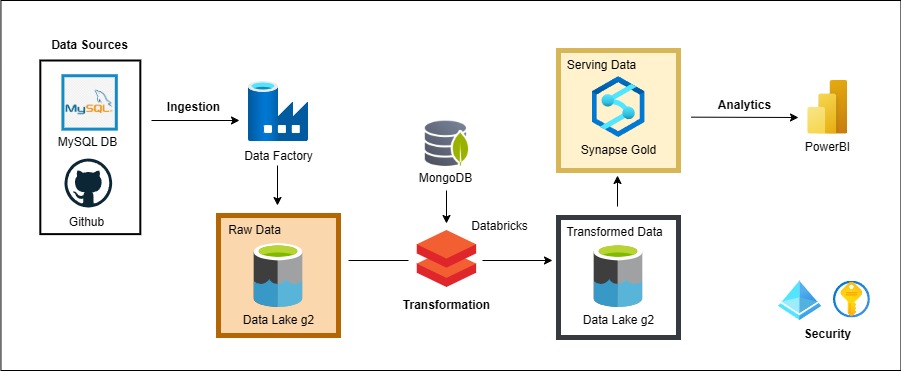 Data Sources
MySQL
MySQL DB
Github
Ingestion
Data Factory
Raw Data
Data Lake g2
MongoDB
Databricks
Transformation
Transformed Data
Data Lake g2
Serving Data
Synapse Gold
Analytics
PowerBI
Security